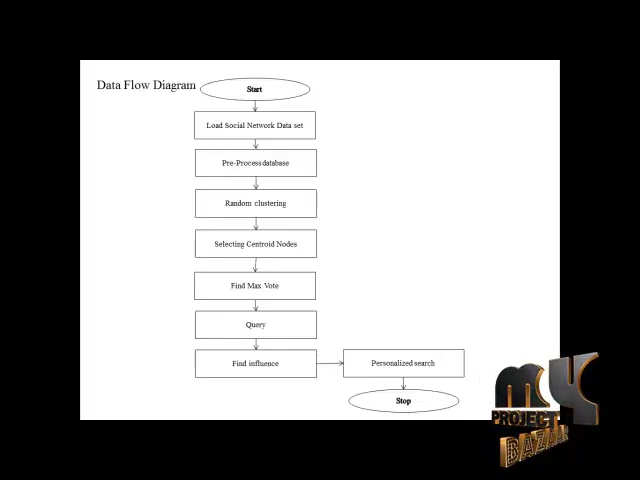 Data Flow Diagram
Start
Load Social Network Data set
Pre-Process database
Random clustering
Selecting Centroid Nodes
Find Max Vote
Query
Find influence
Personalized search
Stop
MY
PROJECT
BAZAAR